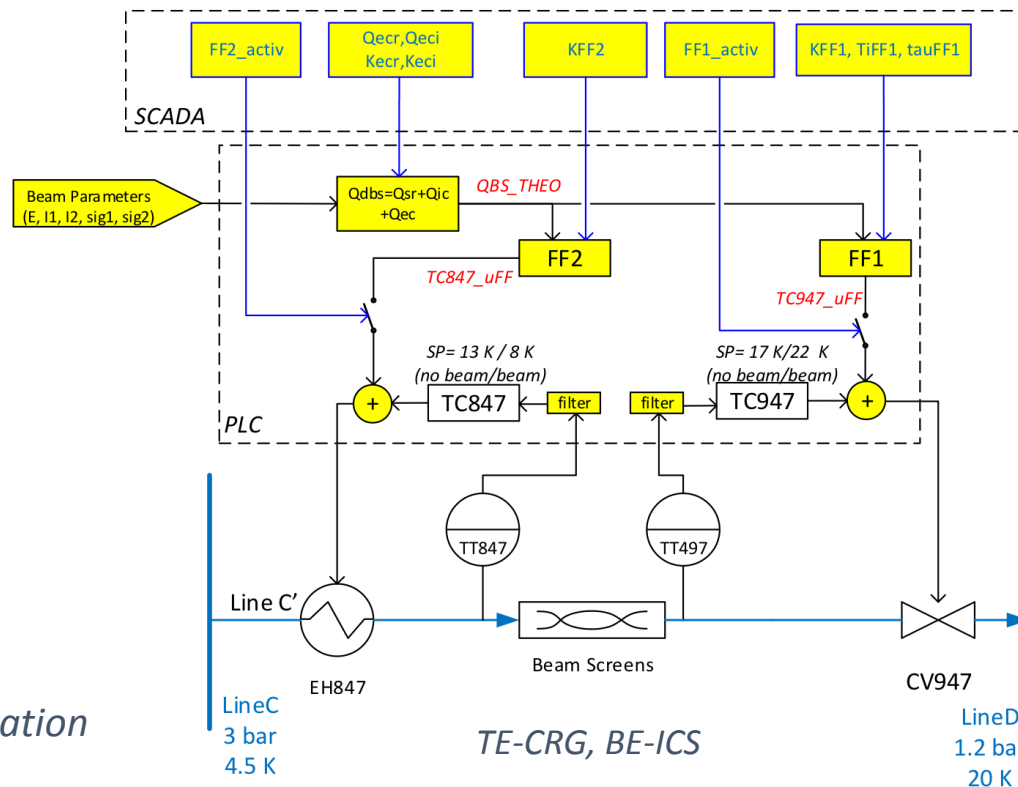 FF2_activ
Qecr,Qeci
Kecr,Keci
KFF2
FF1_activ
KFF1, TiFF1, tauFF1
SCADA
Beam Parameters
(E, I1, I2, sig1, sig2)
Qdbs=Qsr+Qic
+Qec
QBS_THEO
FF2
FF1
TC847_uFF
TC947_uFF
SP= 13 K / 8 K
(no beam/beam)
SP= 17 K/22  K
(no beam/beam)
+
TC847
filter
filter
TC947
+
PLC
TT847
TT497
Line C'
EH847
Beam Screens
CV947
LineC
3 bar
4.5 K
ation
TE-CRG, BE-ICS
LineD
1.2 ba
20 K